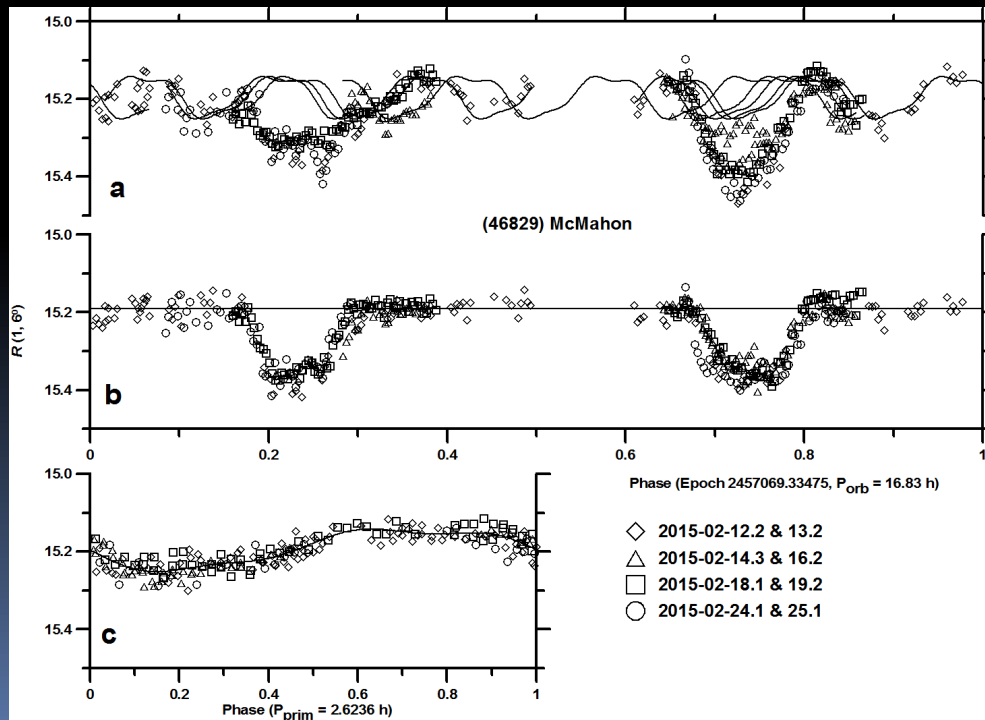 15.0
15.2
15.4
a
(46829) McMahon
15.0
15.2
15.4
b
R (1, 6º)
0
0.2
0.4
0.6
0.8
1
15.0
15.2
15.4
c
0
0.2
0.4
0.6
0.8
1
Phase (P_prim = 2.6236 h)
Phase (Epoch 2457069.33475, P_orb = 16.83 h)
2015-02-12.2 & 13.2
2015-02-14.3 & 16.2
2015-02-18.1 & 19.2
2015-02-24.1 & 25.1